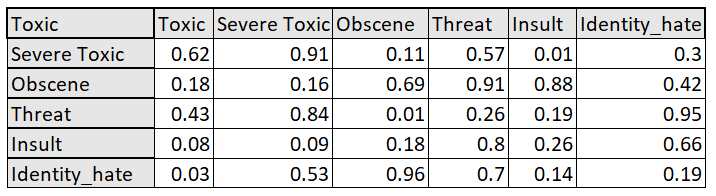 Toxic Toxic Severe Toxic Obscene Threat Insult Identity_hate
Severe Toxic 0.62 0.91 0.11 0.57 0.01 0.3
Obscene 0.18 0.16 0.69 0.91 0.88 0.42
Threat 0.43 0.84 0.01 0.26 0.19 0.95
Insult 0.08 0.09 0.18 0.8 0.26 0.66
Identity_hate 0.03 0.53 0.96 0.7 0.14 0.19